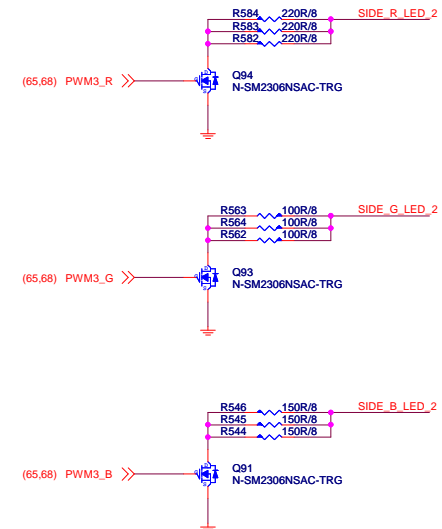 R584 220R/8 SIDE_R_LED_2
R583 220R/8
R582 220R/8
Q94
(65,68) PWM3_R N-SM2306NSAC-TRG
R563 100R/8 SIDE_G_LED_2
R564 100R/8
R562 100R/8
Q93
(65,68) PWM3_G N-SM2306NSAC-TRG
R546 150R/8 SIDE_B_LED_2
R545 150R/8
R544 150R/8
Q91
(65,68) PWM3_B N-SM2306NSAC-TRG